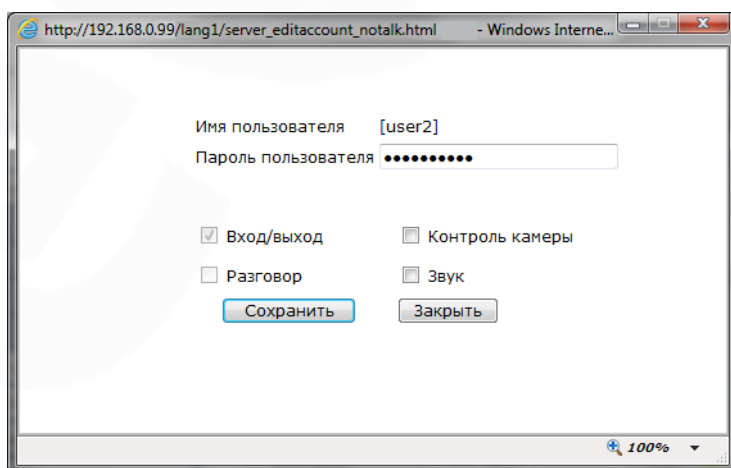 http://192.168.0.99/lang1/server_editaccount_notalk.html - Windows Interne...
Имя пользователя [user2]
Пароль пользователя ••••••••••
Вход/выход Контроль камеры
Разговор Звук
Сохранить Закрыть
100%